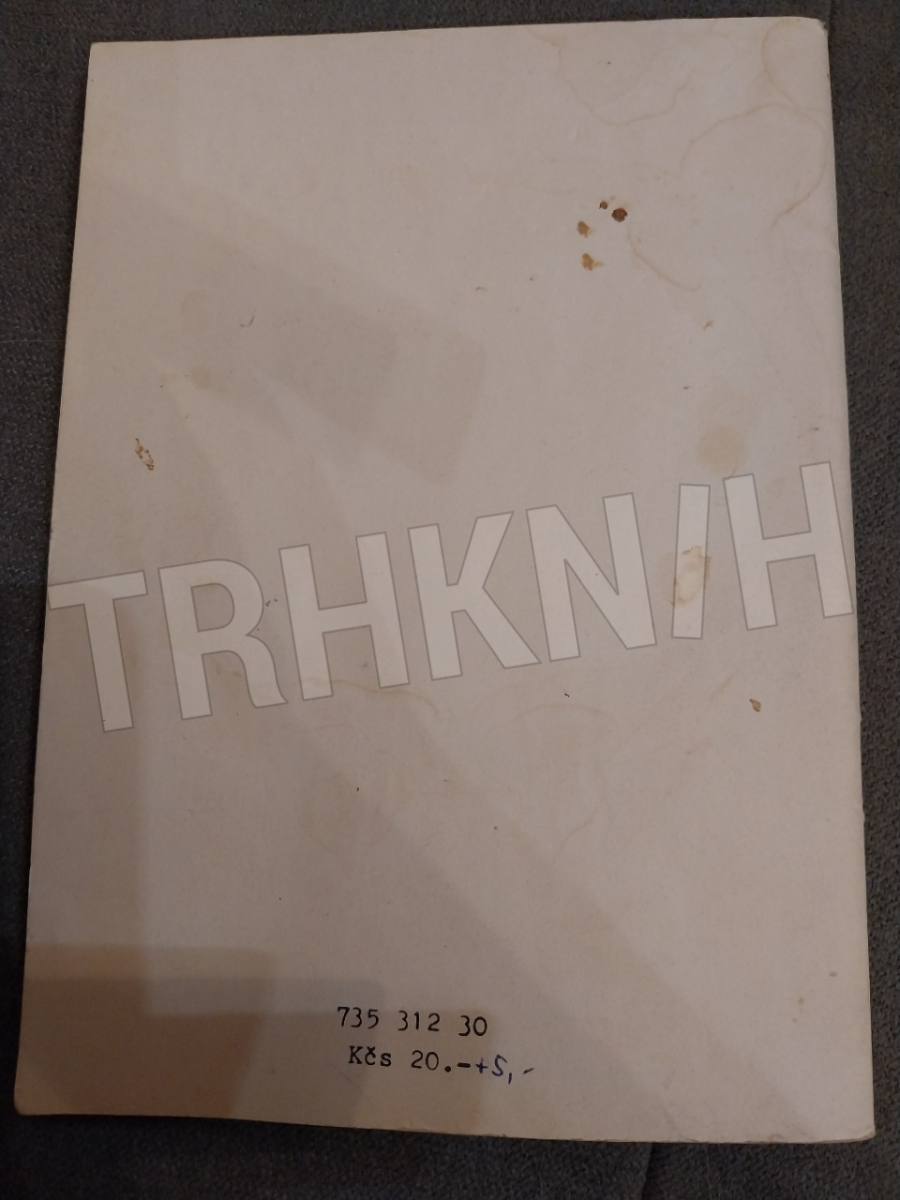 TRHKNIH
735 312 30
Kčs 20.-+5,-